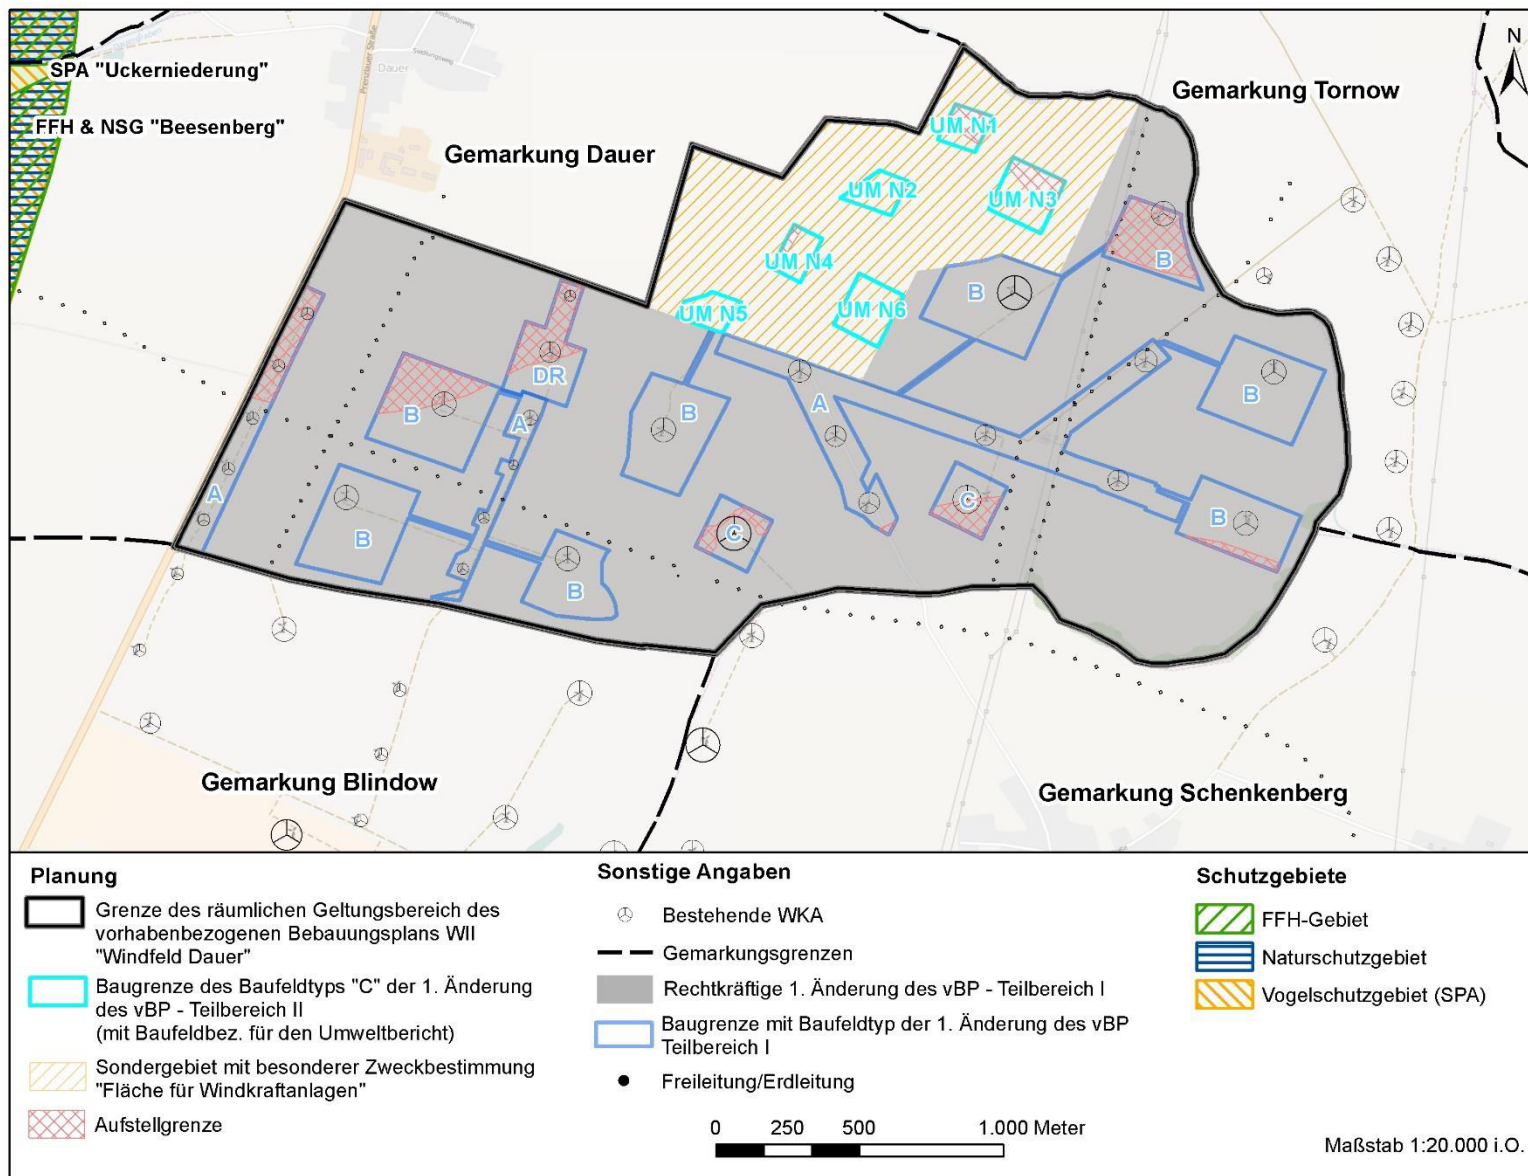 N
SPA "Uckerniederung"
FFH & NSG "Beesenberg"
Prenzlauer Straße
Dauer
Siedlungsweg
Gemarkung Tornow
Gemarkung Dauer
UM N1
UM N2
UM N3
UM N4
UM N5
UM N6
B
B
DR
B
A
B
A
B
A
B
C
C
B
B
B
Gemarkung Blindow
Gemarkung Schenkenberg
Planung
Grenze des räumlichen Geltungsbereich des
vorhabenbezogenen Bebauungsplans WII
"Windfeld Dauer"
Baugrenze des Baufeldtyps "C" der 1. Änderung
des vBP - Teilbereich II
(mit Baufeldbez. für den Umweltbericht)
Sondergebiet mit besonderer Zweckbestimmung
"Fläche für Windkraftanlagen"
Aufstellgrenze
Sonstige Angaben
Bestehende WKA
Gemarkungsgrenzen
Rechtkräftige 1. Änderung des vBP - Teilbereich I
Baugrenze mit Baufeldtyp der 1. Änderung des vBP
Teilbereich I
Freileitung/Erdleitung
0 250 500 1.000 Meter
Schutzgebiete
FFH-Gebiet
Naturschutzgebiet
Vogelschutzgebiet (SPA)
Maßstab 1:20.000 i.O.